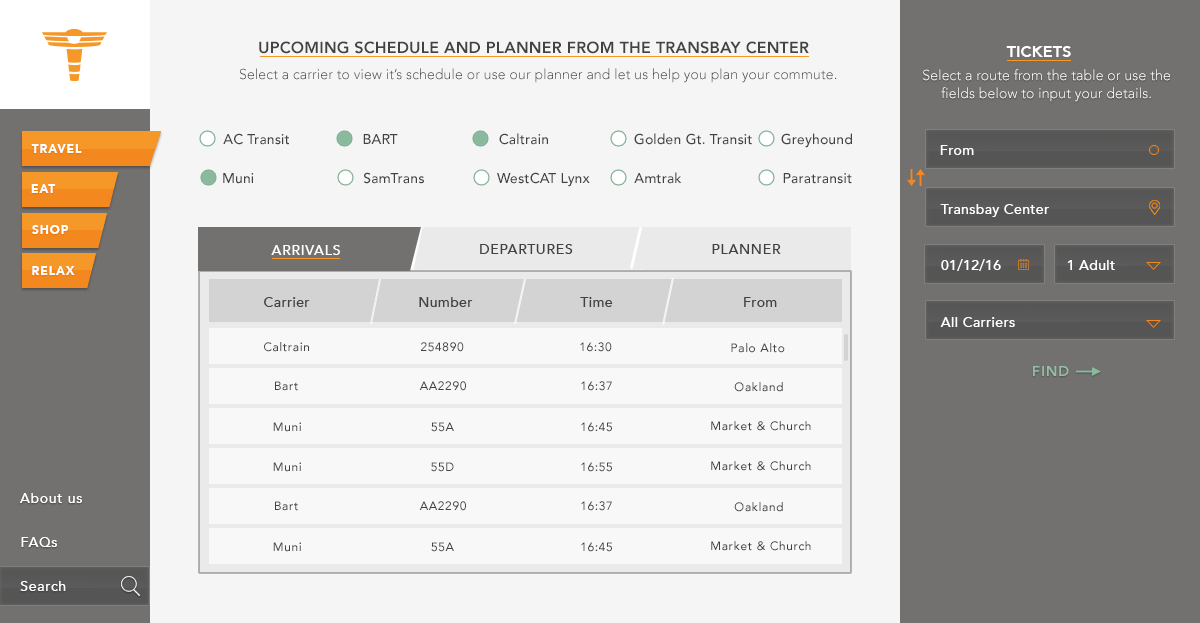 TRAVEL
EAT
SHOP
RELAX
About us
FAQs
Search
UPCOMING SCHEDULE AND PLANNER FROM THE TRANSBAY CENTER
Select a carrier to view it's schedule or use our planner and let us help you plan your commute.
AC Transit BART Caltrain Golden Gt. Transit Greyhound
Muni SamTrans WestCAT Lynx Amtrak Paratransit
ARRIVALS DEPARTURES PLANNER
Carrier Number Time From
Caltrain 254890 16:30 Palo Alto
Bart AA2290 16:37 Oakland
Muni 55A 16:45 Market & Church
Muni 55D 16:55 Market & Church
Bart AA2290 16:37 Oakland
Muni 55A 16:45 Market & Church
TICKETS
Select a route from the table or use the
fields below to input your details.
From
Transbay Center
01/12/16 1 Adult
All Carriers
FIND